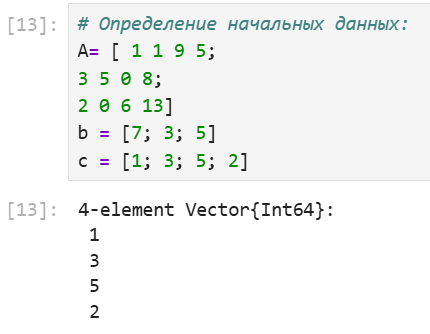 [13]: # Определение начальных данных:
A= [ 1 1 9 5;
3 5 0 8;
2 0 6 13]
b = [7; 3; 5]
c = [1; 3; 5; 2]
[13]: 4-element Vector{Int64}:
1
3
5
2